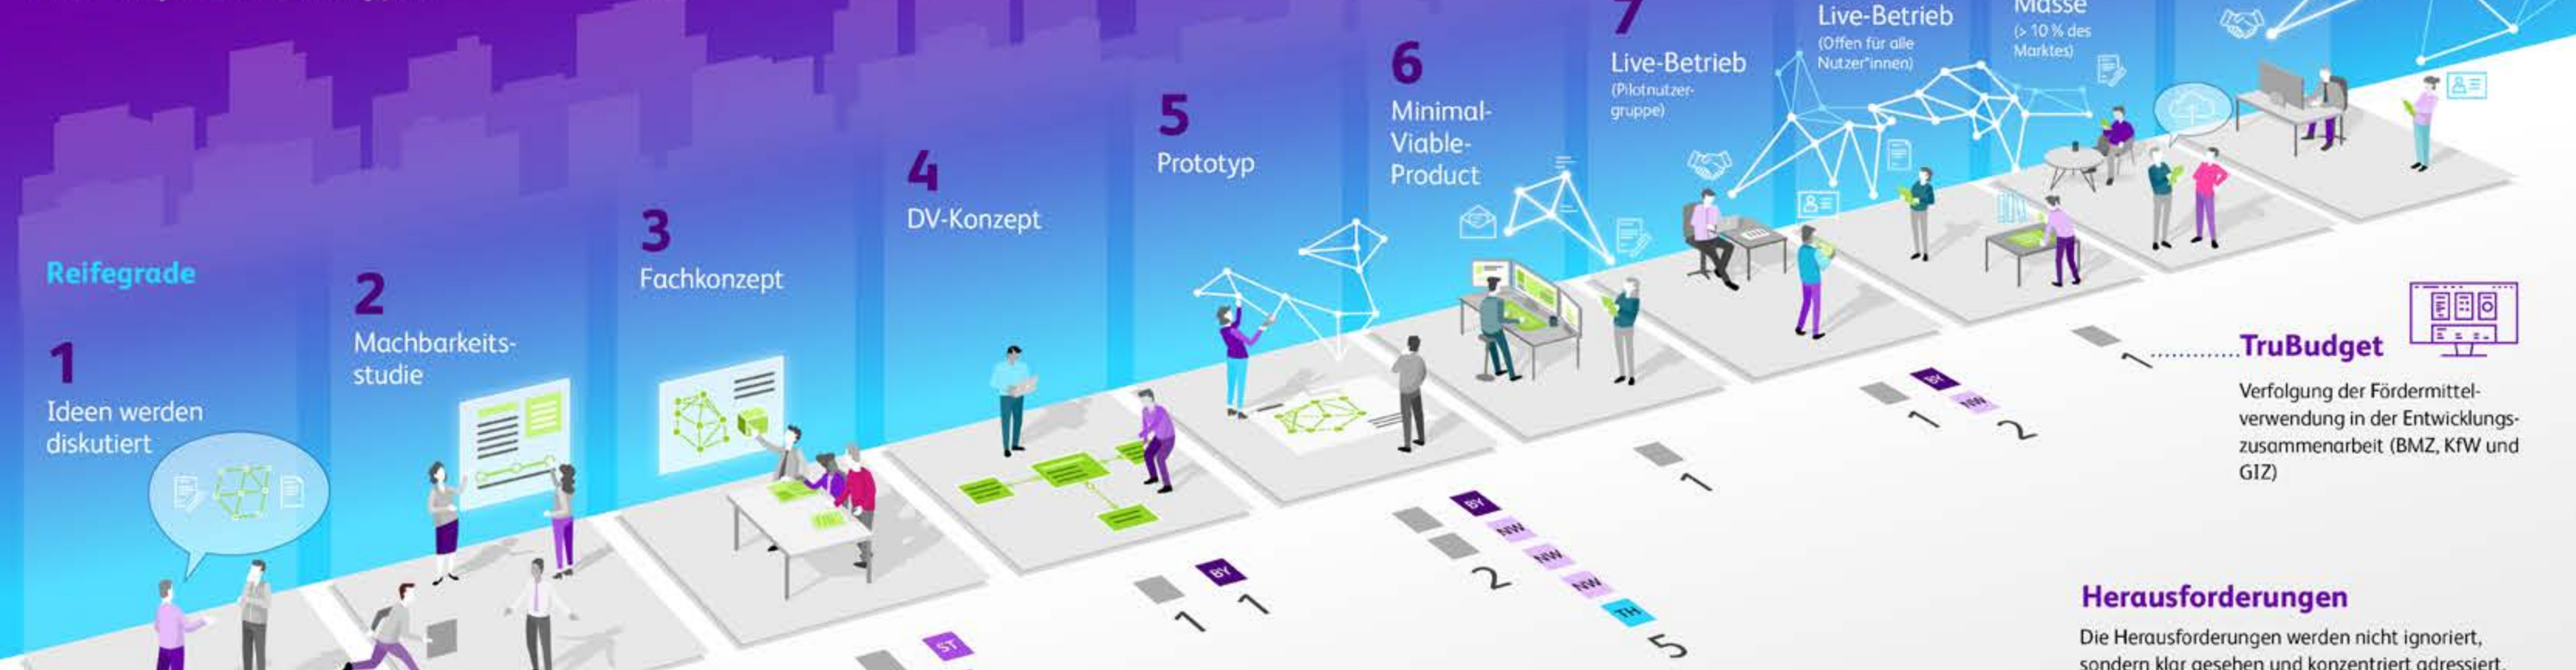 Reifegrade
1
Ideen werden
diskutiert
2
Machbarkeits-
studie
3
Fachkonzept
4
DV-Konzept
5
Prototyp
6
Minimal-
Viable-
Product
7
Live-Betrieb
(Pilotnutzer-
gruppe)
Live-Betrieb
(Offen für alle
Nutzer*innen)
Masse
(> 10 % des
Marktes)
ST
1
BY
1
2
BY
NW
NW
NW
TH
5
1
1
BY
NW
2
1
TruBudget
Verfolgung der Fördermittel-
verwendung in der Entwicklungs-
zusammenarbeit (BMZ, KfW und
GIZ)
Herausforderungen
Die Herausforderungen werden nicht ignoriert,
sondern klar gesehen und konzentriert adressiert.